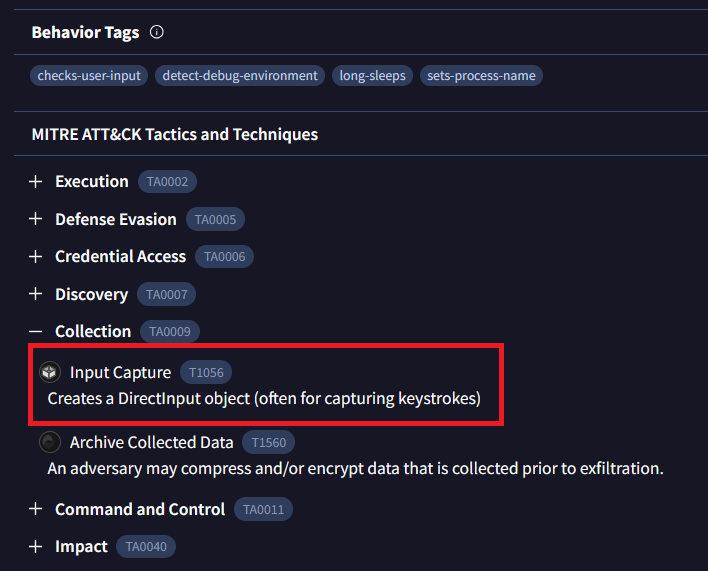 Behavior Tags
checks-user-input detect-debug-environment long-sleeps sets-process-name
MITRE ATT&CK Tactics and Techniques
Execution TA0002
Defense Evasion TA0005
Credential Access TA0006
Discovery TA0007
Collection TA0009
Input Capture T1056
Creates a DirectInput object (often for capturing keystrokes)
Archive Collected Data T1560
An adversary may compress and/or encrypt data that is collected prior to exfiltration.
Command and Control TA0011
Impact TA0040